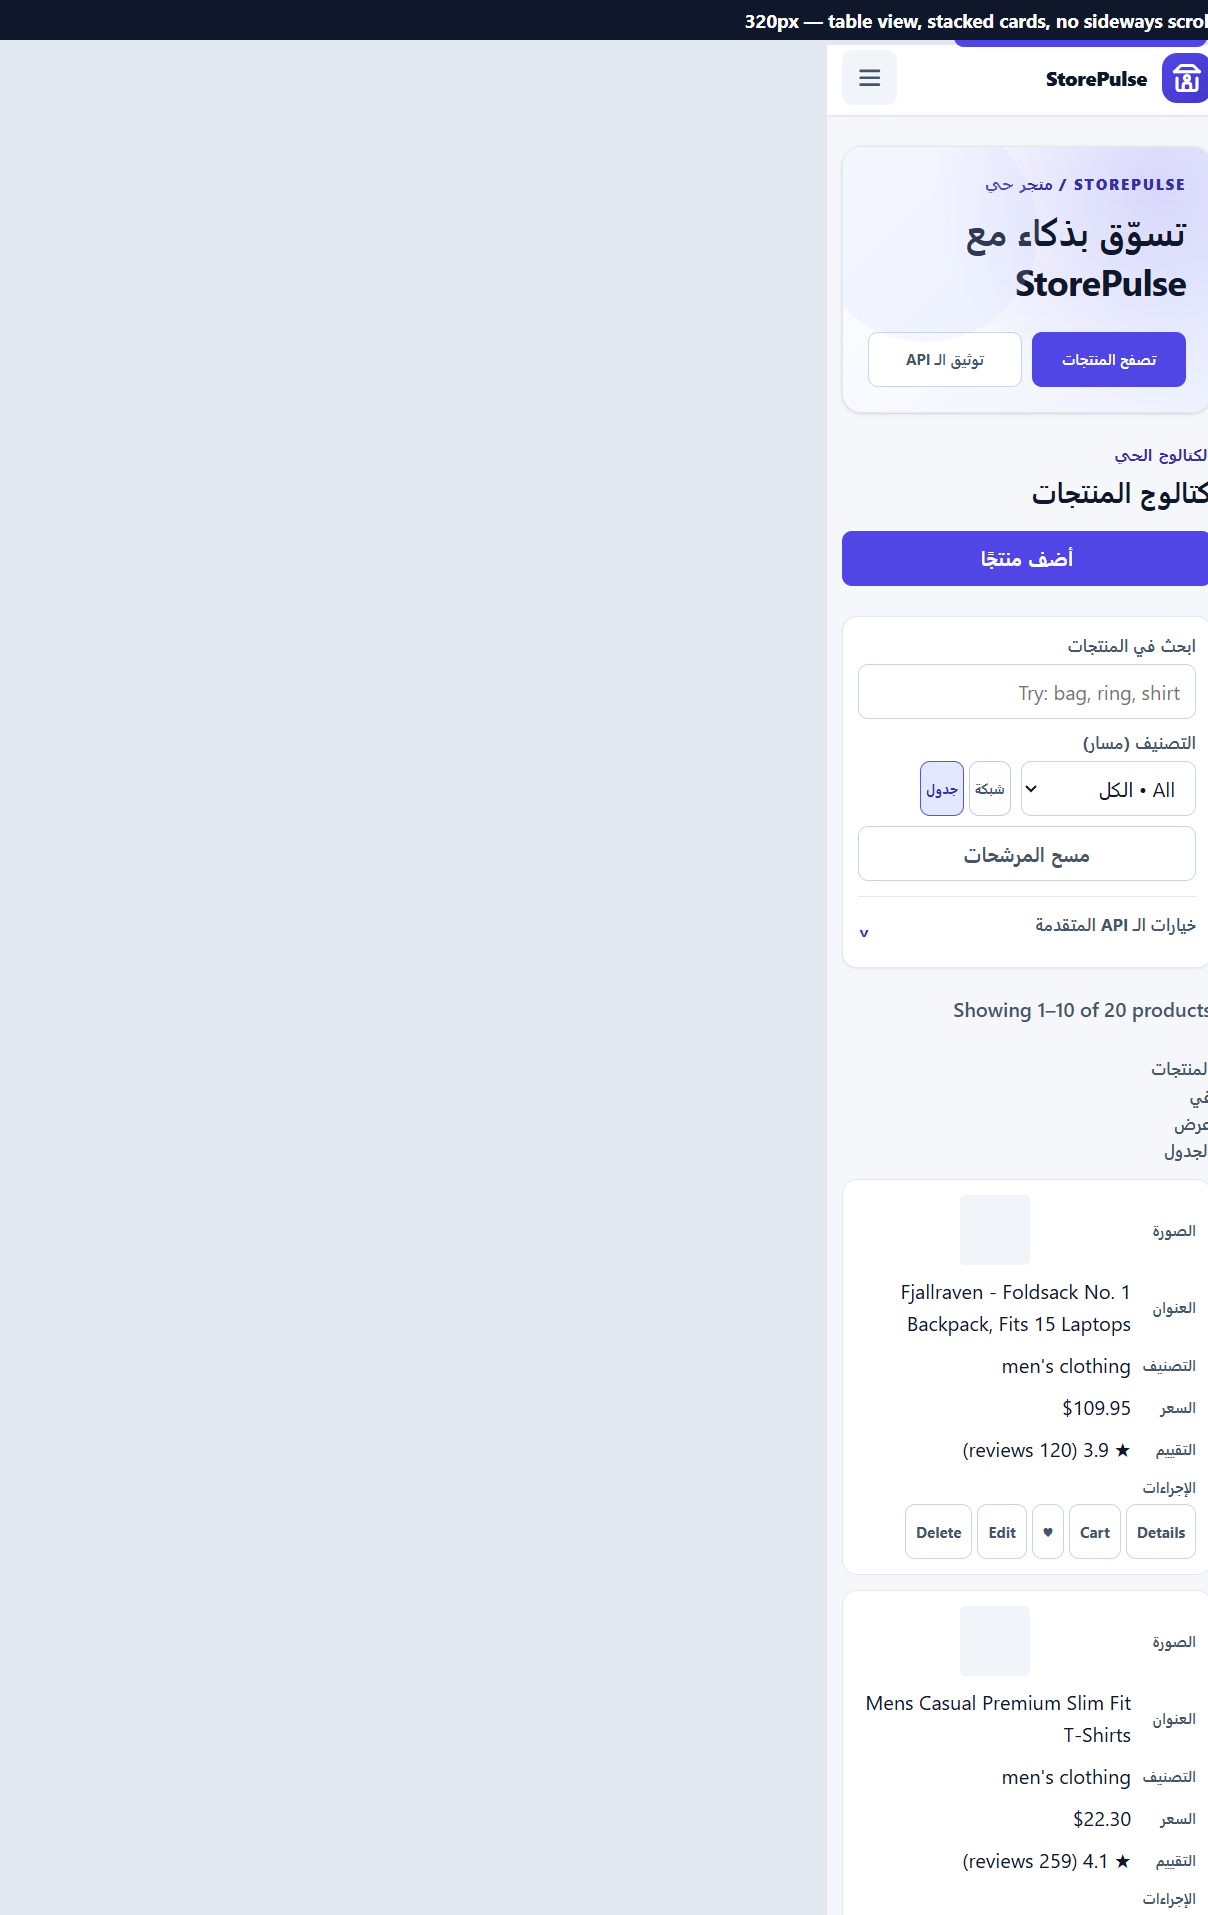 320px — table view, stacked cards, no sideways scrol
StorePulse
STOREPULSE / متجر حي
تسوّق بذكاء مع
StorePulse
تصفح المنتجات
توثيق الـ API
لكتالوج الحي
كتالوج المنتجات
أضف منتجًا
ابحث في المنتجات
Try: bag, ring, shirt
التصنيف (مسار)
All • الكل
شبكة
جدول
مسح المرشحات
خيارات الـ API المتقدمة
v
Showing 1–10 of 20 products
لمنتجات
في
عرض
لجدول
الصورة
العنوان
Fjallraven - Foldsack No. 1
Backpack, Fits 15 Laptops
التصنيف men's clothing
السعر $109.95
التقييم ★ 3.9 (120 reviews)
الإجراءات
Details
Cart
♥
Edit
Delete
الصورة
العنوان
Mens Casual Premium Slim Fit
T-Shirts
التصنيف men's clothing
السعر $22.30
التقييم ★ 4.1 (259 reviews)
الإجراءات